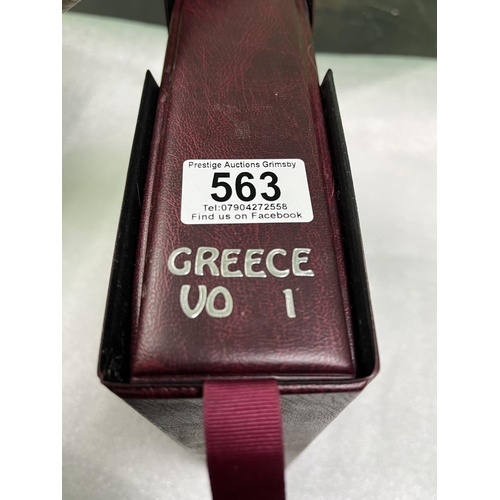 Prestige Auctions Grimsby
563
Tel:07904272558
Find us on Facebook
GREECE
VO 1